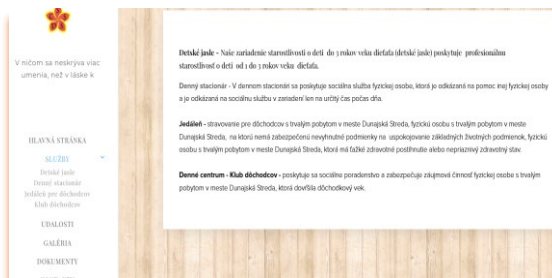 V ničom sa neskrýva viac
umenia, než v láske k
HLAVNÁ STRÁNKA
SLUŽBY
Detské jasle
Denný stacionár
Jedáleň pre dôchodcov
Klub dôchodcov
UDALOSTI
GALÉRIA
DOKUMENTY
Detské jasle - Naše zariadenie starostlivosti o deti do 3 rokov veku dieťaťa (detské jasle) poskytuje profesionálnu
starostlivosť o deti od 1 do 3 rokov veku dieťaťa.
Denný stacionár - V dennom stacionári sa poskytuje sociálna služba fyzickej osobe, ktorá je odkázaná na pomoc inej fyzickej osoby
a je odkázaná na sociálnu službu v zariadení len na určitý čas počas dňa.
Jedáleň - stravovanie pre dôchodcov s trvalým pobytom v meste Dunajská Streda, fyzickú osobu s trvalým pobytom v meste
Dunajská Streda, na ktorú nemá zabezpečenú nevyhnutné podmienky na uspokojovanie základných životných podmienok, fyzickú
osobu s trvalým pobytom v meste Dunajská Streda, ktorá má ťažké zdravotné postihnutie alebo nepriaznivý zdravotný stav.
Denné centrum - Klub dôchodcov - poskytuje sa sociálne poradenstvo a zabezpečuje záujmová činnosť fyzickej osobe s trvalým
pobytom v meste Dunajská Streda, ktorá dovŕšila dôchodkový vek.